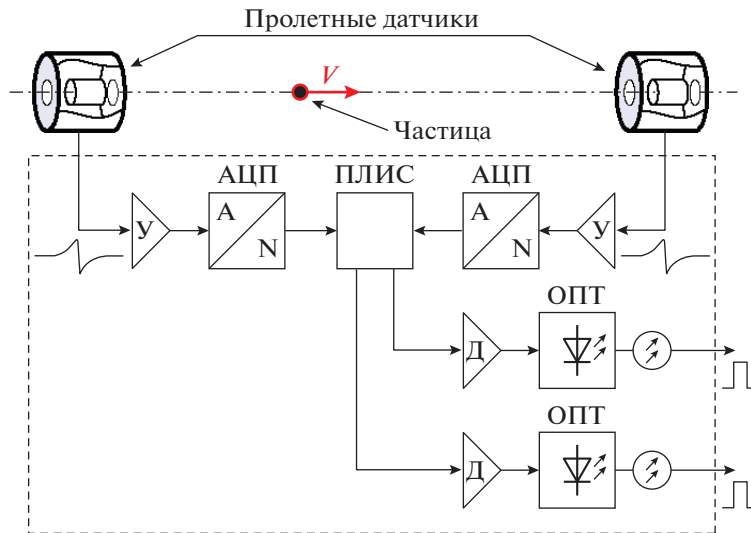 Пролетные датчики
V
Частица
АЦП ПЛИС АЦП
У A N A N У
ОПТ
Д
ОПТ
Д